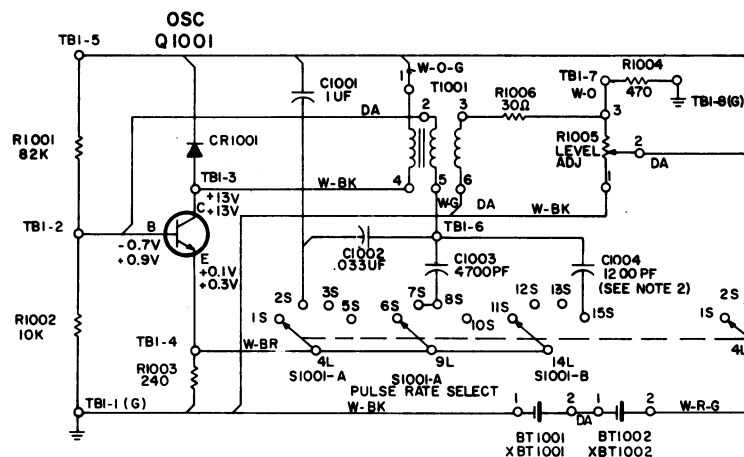 OSC
Q1001
TB1-5
W-O-G
1
T1001
C1001
1UF
R1004
470
TB1-7
W-O
TB1-8(G)
2
3
R1006
30Ω
3
DA
R1001
82K
CR1001
R1005
LEVEL
ADJ
2
DA
TB1-3
W-BK
4
5
6
DA
1
+13V
C +13V
W-G
W-BK
TB1-2
B
TB1-6
-0.7V
+0.9V
E
C1002
.033UF
C1003
4700PF
C1004
1200PF
(SEE NOTE 2)
+0.1V
+0.3V
2S
3S
7S
8S
12S
13S
2S
1S
5S
6S
10S
11S
15S
1S
R1002
10K
TB1-4
W-BR
4L
9L
14L
4L
R1003
240
S1001-A
S1001-A
S1001-B
PULSE RATE SELECT
TB1-1(G)
W-BK
1
2
DA
1
2
W-R-G
BT1001
XBT1001
BT1002
XBT1002